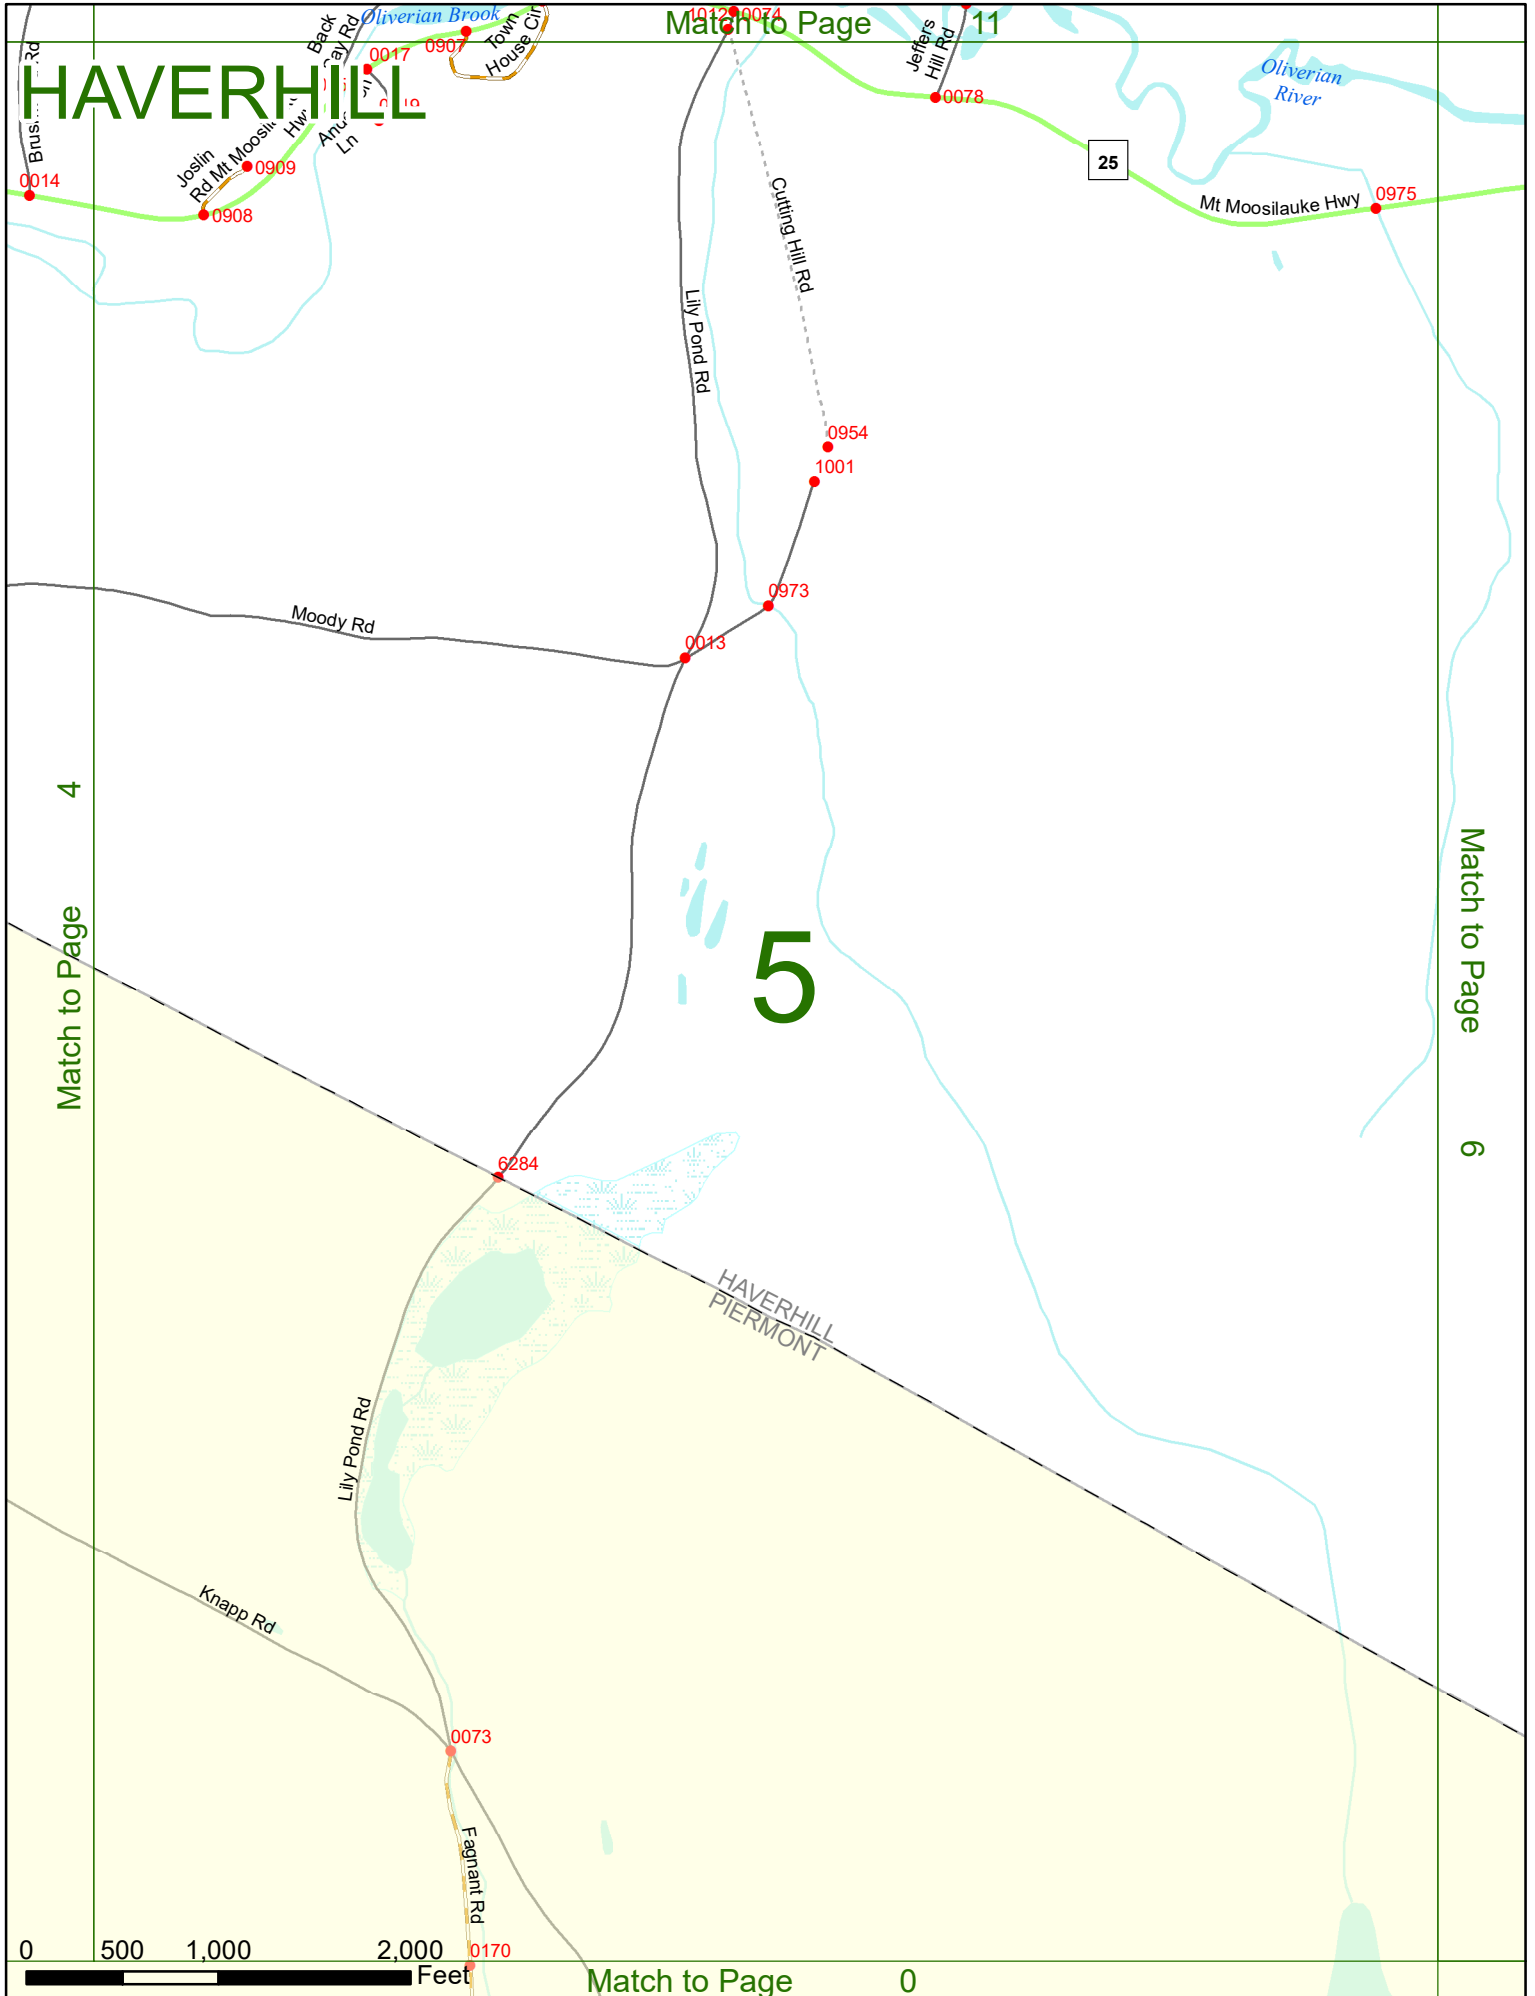 Oliverian Brook
1012
0074
Match to Page 11
Back
0907
Town
House Cir
Jeffers
Hill Rd
0017
HAVERHILL
Oliverian
River
0078
Ln
Joslin
Rd
Mt Moosil
0909
25
0014
0908
Mt Moosilauke Hwy
0975
Cutting Hill Rd
Lily Pond Rd
0954
1001
0973
Moody Rd
0013
4
Match to Page
5
Match to Page
6
6284
HAVERHILL
PIERMONT
Lily Pond Rd
Knapp Rd
0073
Fagnant Rd
0170
0 500 1,000 2,000
Feet
Match to Page 0